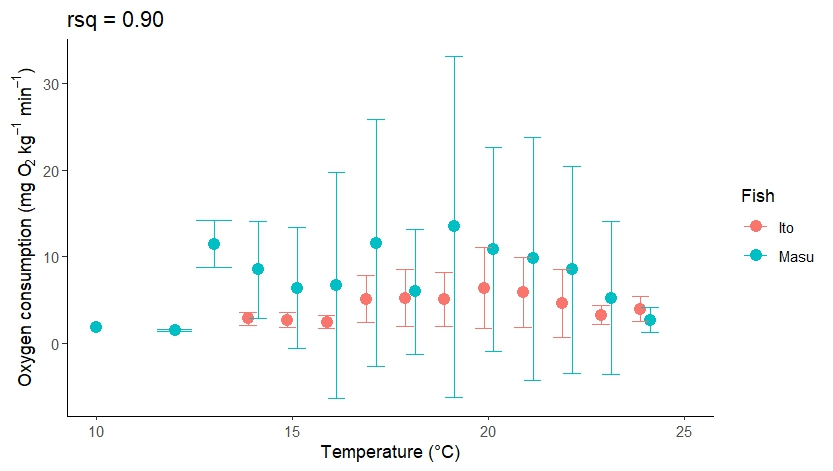 rsq = 0.90
Oxygen consumption (mg O₂ kg⁻¹ min⁻¹)
30
20
10
0
10 15 20 25
Temperature (°C)
Fish
Ito
Masu